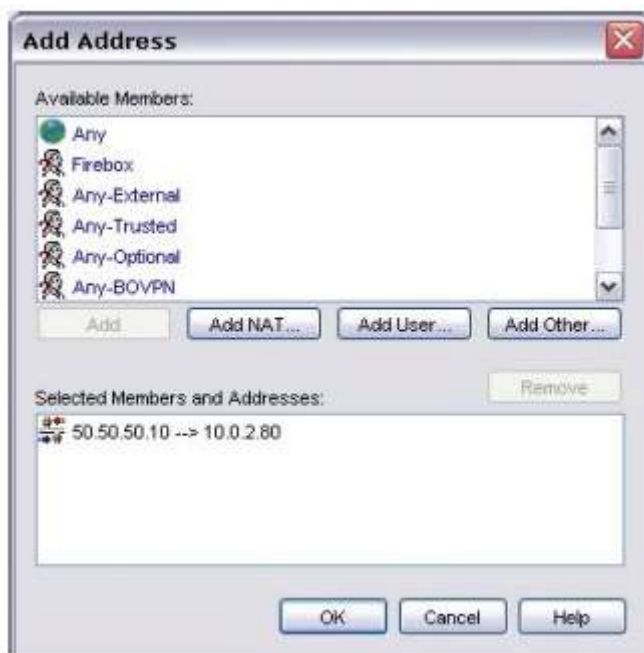 Add Address
Available Members:
Any
Firebox
Any-External
Any-Trusted
Any-Optional
Any-BOVPN
Add
Add NAT...
Add User...
Add Other...
Remove
Selected Members and Addresses:
50.50.50.10 --> 10.0.2.80
OK
Cancel
Help